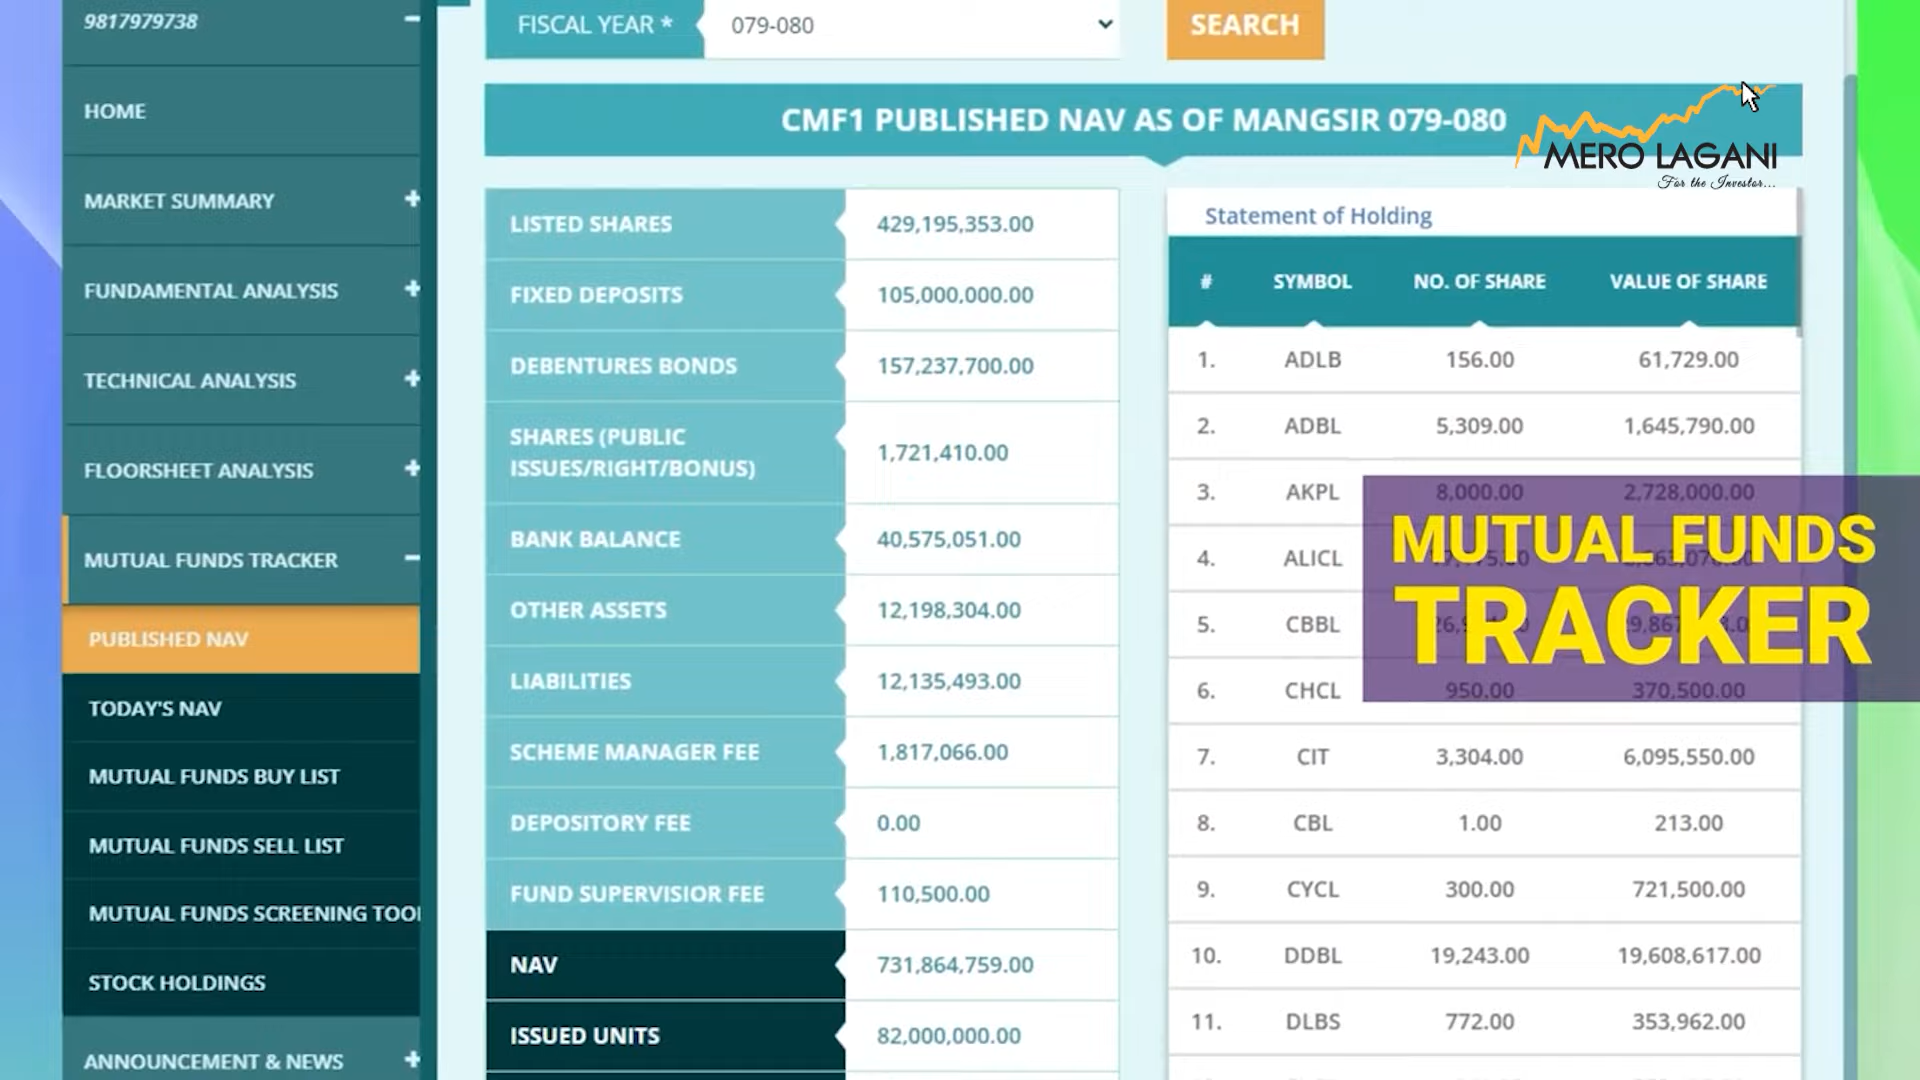 9817979738
HOME
MARKET SUMMARY
FUNDAMENTAL ANALYSIS
TECHNICAL ANALYSIS
FLOORSHEET ANALYSIS
MUTUAL FUNDS TRACKER
PUBLISHED NAV
TODAY'S NAV
MUTUAL FUNDS BUY LIST
MUTUAL FUNDS SELL LIST
MUTUAL FUNDS SCREENING TOOL
STOCK HOLDINGS
ANNOUNCEMENT & NEWS
FISCAL YEAR * 079-080 SEARCH
CMF1 PUBLISHED NAV AS OF MANGSIR 079-080
MERO LAGANI
For the Investor...
LISTED SHARES 429,195,353.00
FIXED DEPOSITS 105,000,000.00
DEBENTURES BONDS 157,237,700.00
SHARES (PUBLIC
ISSUES/RIGHT/BONUS) 1,721,410.00
BANK BALANCE 40,575,051.00
OTHER ASSETS 12,198,304.00
LIABILITIES 12,135,493.00
SCHEME MANAGER FEE 1,817,066.00
DEPOSITORY FEE 0.00
FUND SUPERVISIOR FEE 110,500.00
NAV 731,864,759.00
ISSUED UNITS 82,000,000.00
Statement of Holding
# SYMBOL NO. OF SHARE VALUE OF SHARE
1. ADLB 156.00 61,729.00
2. ADBL 5,309.00 1,645,790.00
3. AKPL 8,000.00 2,728,000.00
4. ALICL
5. CBBL
6. CHCL 950.00 370,500.00
7. CIT 3,304.00 6,095,550.00
8. CBL 1.00 213.00
9. CYCL 300.00 721,500.00
10. DDBL 19,243.00 19,608,617.00
11. DLBS 772.00 353,962.00
MUTUAL FUNDS
TRACKER